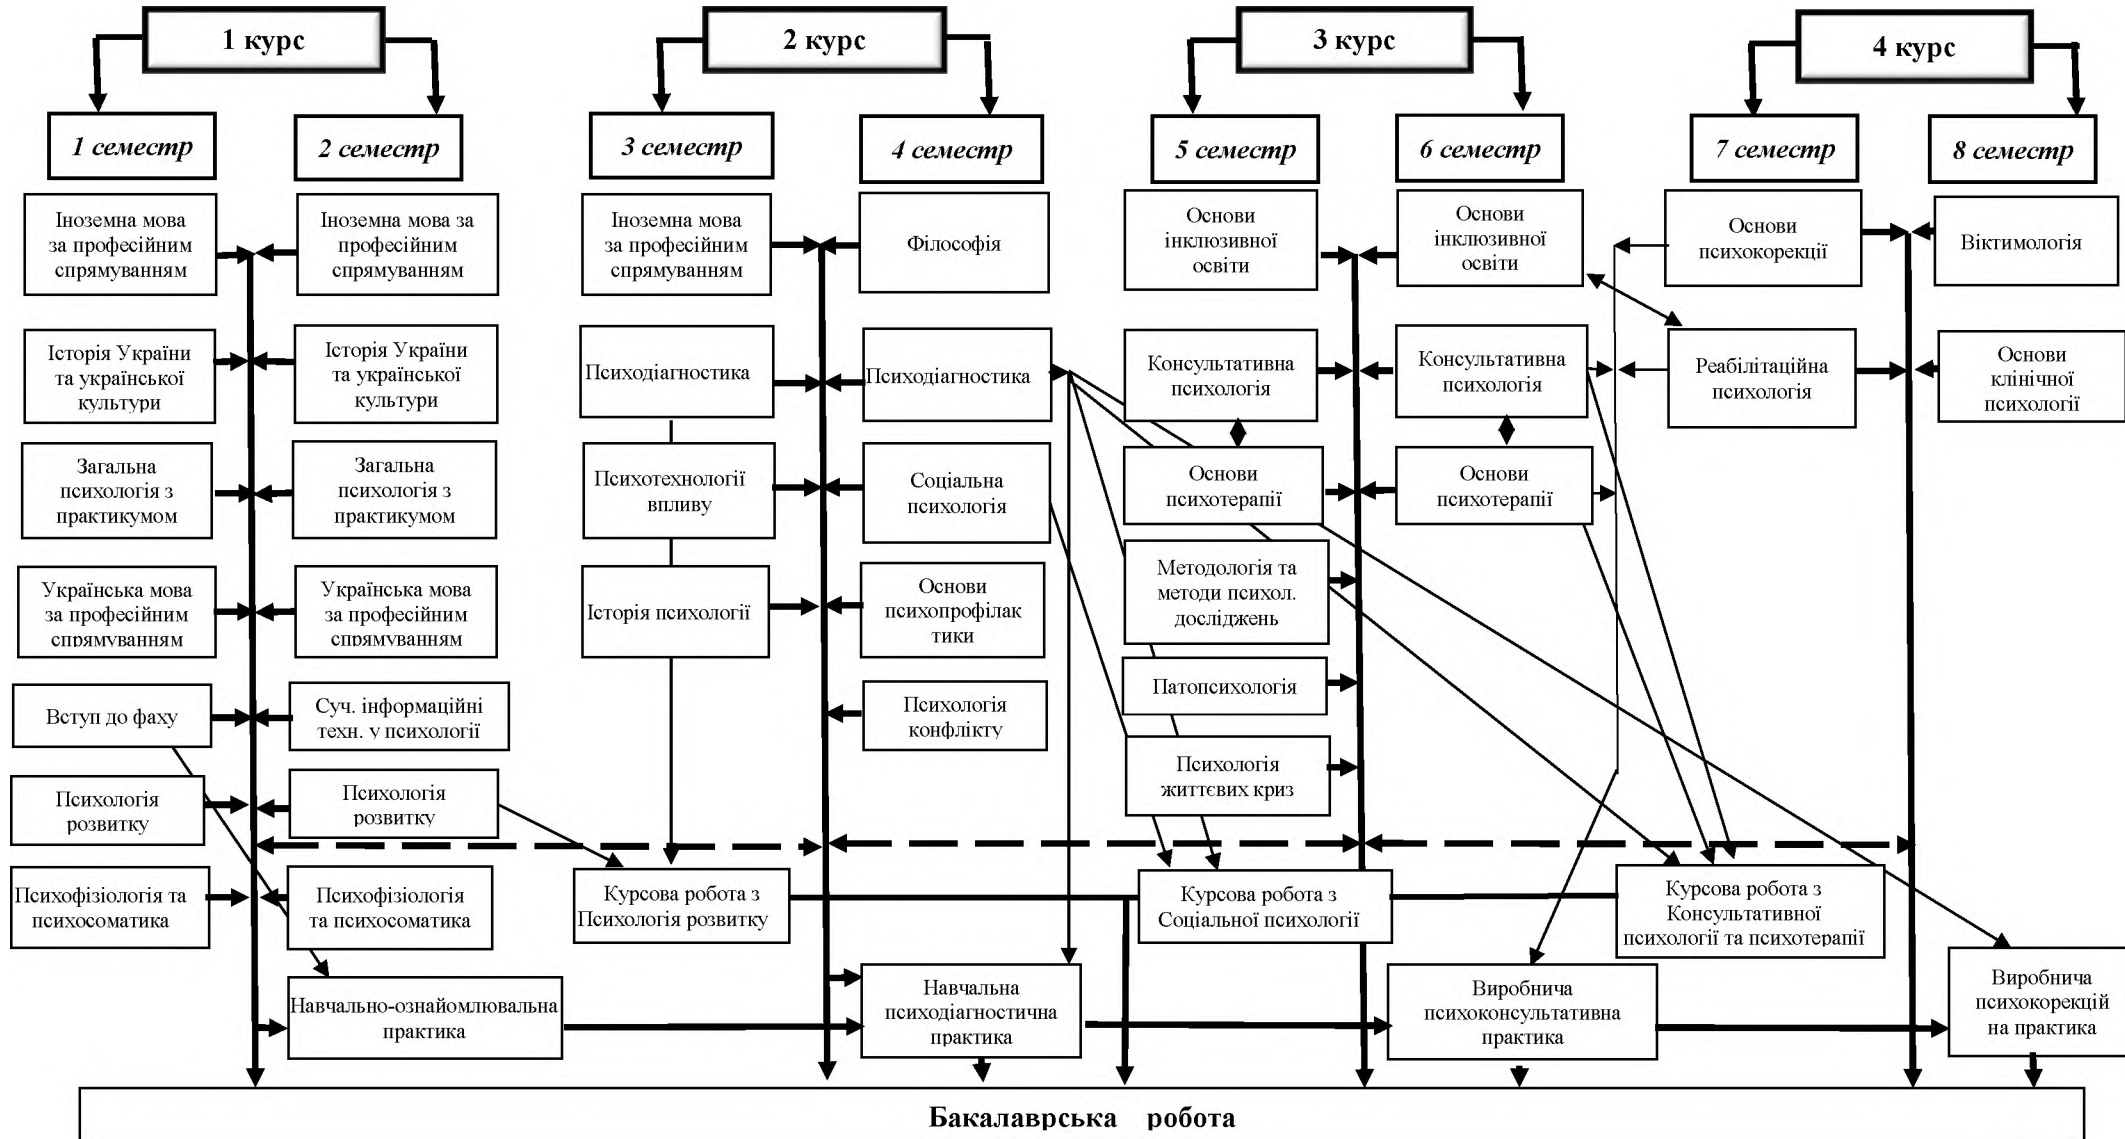 1 курс
2 курс
3 курс
4 курс
1 семестр
2 семестр
3 семестр
4 семестр
5 семестр
6 семестр
7 семестр
8 семестр
Іноземна мова
за професійним
спрямуванням
Іноземна мова за
професійним
спрямуванням
Іноземна мова
за професійним
спрямуванням
Філософія
Основи
інклюзивної
освіти
Основи
інклюзивної
освіти
Основи
психокорекції
Віктимологія
Історія України
та української
культури
Історія України
та української
культури
Психодіагностика
Психодіагностика
Консультативна
психологія
Консультативна
психологія
Реабілітаційна
психологія
Основи
клінічної
психології
Загальна
психологія з
практикумом
Загальна
психологія з
практикумом
Психотехнології
впливу
Соціальна
психологія
Основи
психотерапії
Основи
психотерапії
Українська мова
за професійним
спрямуванням
Українська мова
за професійним
спрямуванням
Історія психології
Основи
психопрофілак
тики
Методологія та
методи психол.
досліджень
Вступ до фаху
Суч. інформаційні
техн. у психології
Психологія
конфлікту
Патопсихологія
Психологія
розвитку
Психологія
розвитку
Психологія
життєвих криз
Психофізіологія та
психосоматика
Психофізіологія
та психосоматика
Курсова робота з
Психологія розвитку
Курсова робота з
Соціальної психології
Курсова робота з
Консультативної
психології та психотерапії
Навчально-ознайомлювальна
практика
Навчальна
психодіагностична
практика
Виробнича
психоконсультативна
практика
Виробнича
психокорекцій
на практика
Бакалаврська робота